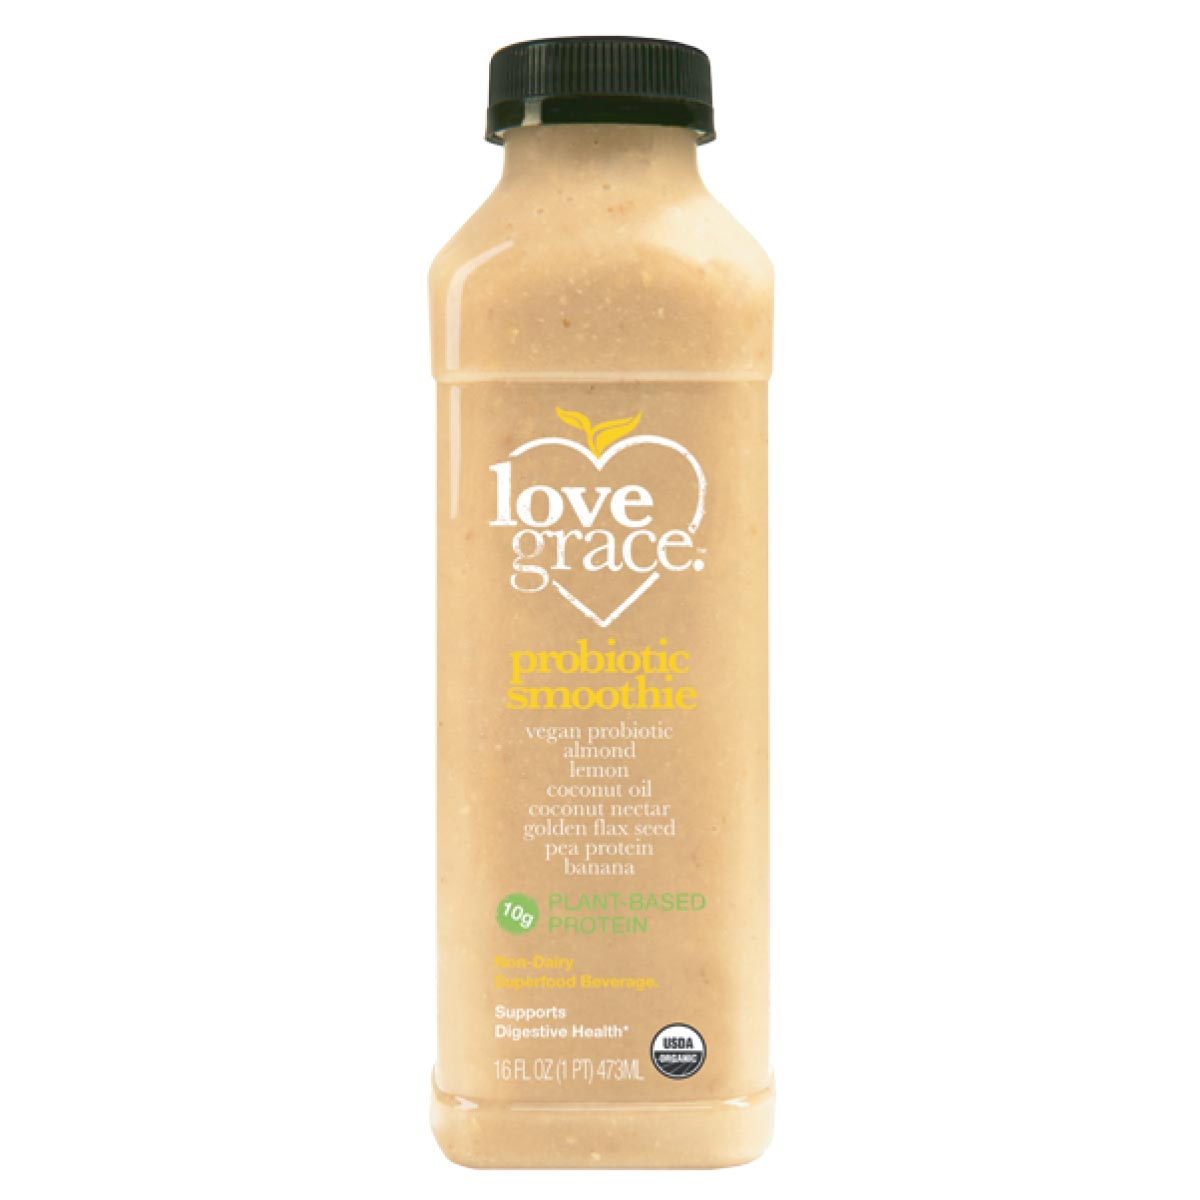 love
grace.™
probiotic
smoothie
vegan probiotic
almond
lemon
coconut oil
coconut nectar
golden flax seed
pea protein
banana
10g
PLANT-BASED
PROTEIN
Non-Dairy
Superfood Beverage.
Supports
Digestive Health*
16 FL OZ (1 PT) 473ML
USDA
ORGANIC